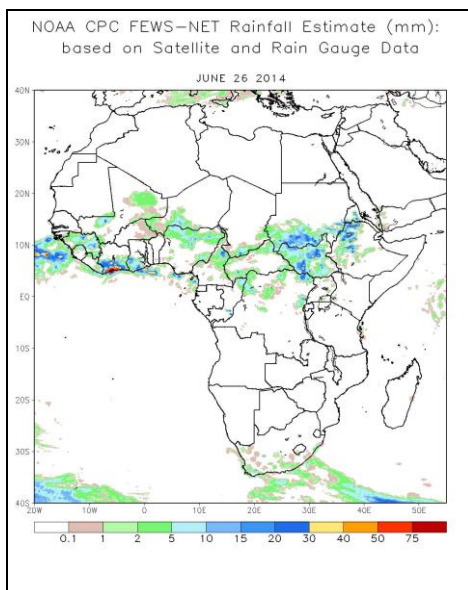 NOAA CPC FEWS-NET Rainfall Estimate (mm):
based on Satellite and Rain Gauge Data
JUNE 26 2014
40N
30N
20N
10N
EQ
10S
20S
30S
40S
20W 10W 0 10E 20E 30E 40E 50E
0.1 1 2 5 10 15 20 30 40 50 75